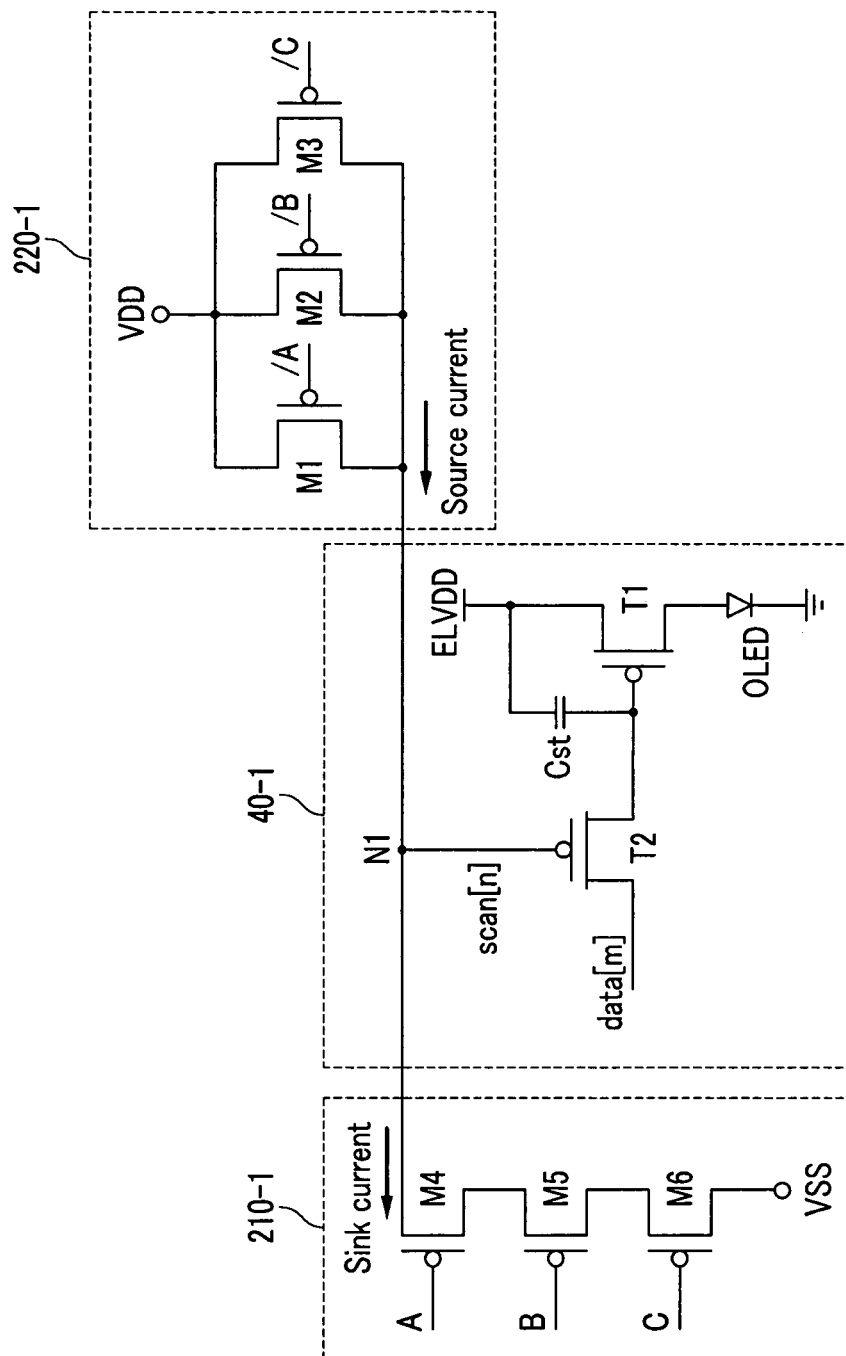 210-1
Sink current
A
M4
B
M5
C
M6
VSS
40-1
N1
scan[n]
data[m]
T2
Cst
ELVDD
T1
OLED
220-1
VDD
M1
/A
M2
/B
M3
/C
Source current